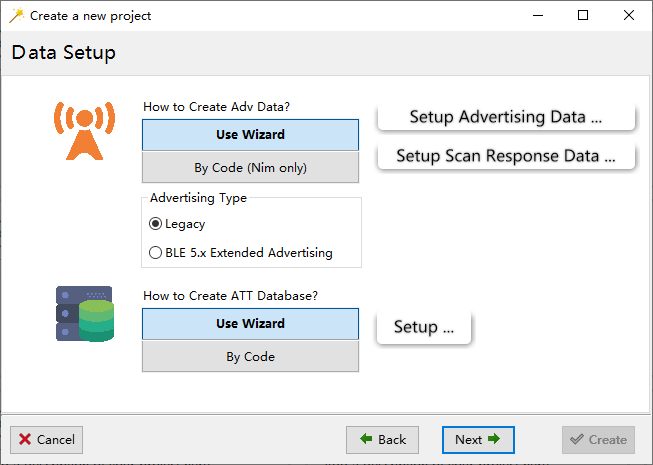 Create a new project
Data Setup
How to Create Adv Data?
Use Wizard
By Code (Nim only)
Setup Advertising Data ...
Setup Scan Response Data ...
Advertising Type
Legacy
BLE 5.x Extended Advertising
How to Create ATT Database?
Use Wizard
By Code
Setup ...
Cancel
Back
Next
Create